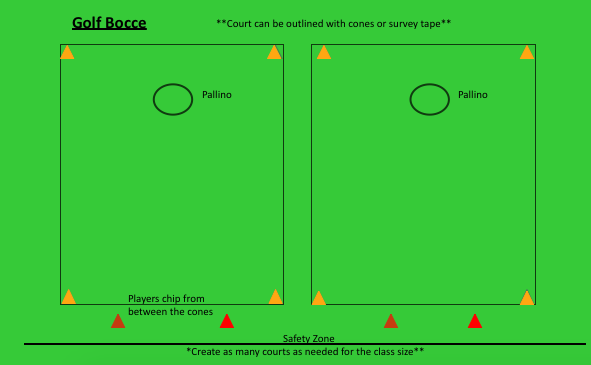 Golf Bocce
**Court can be outlined with cones or survey tape**
Pallino
Pallino
Players chip from
between the cones
Safety Zone
*Create as many courts as needed for the class size**